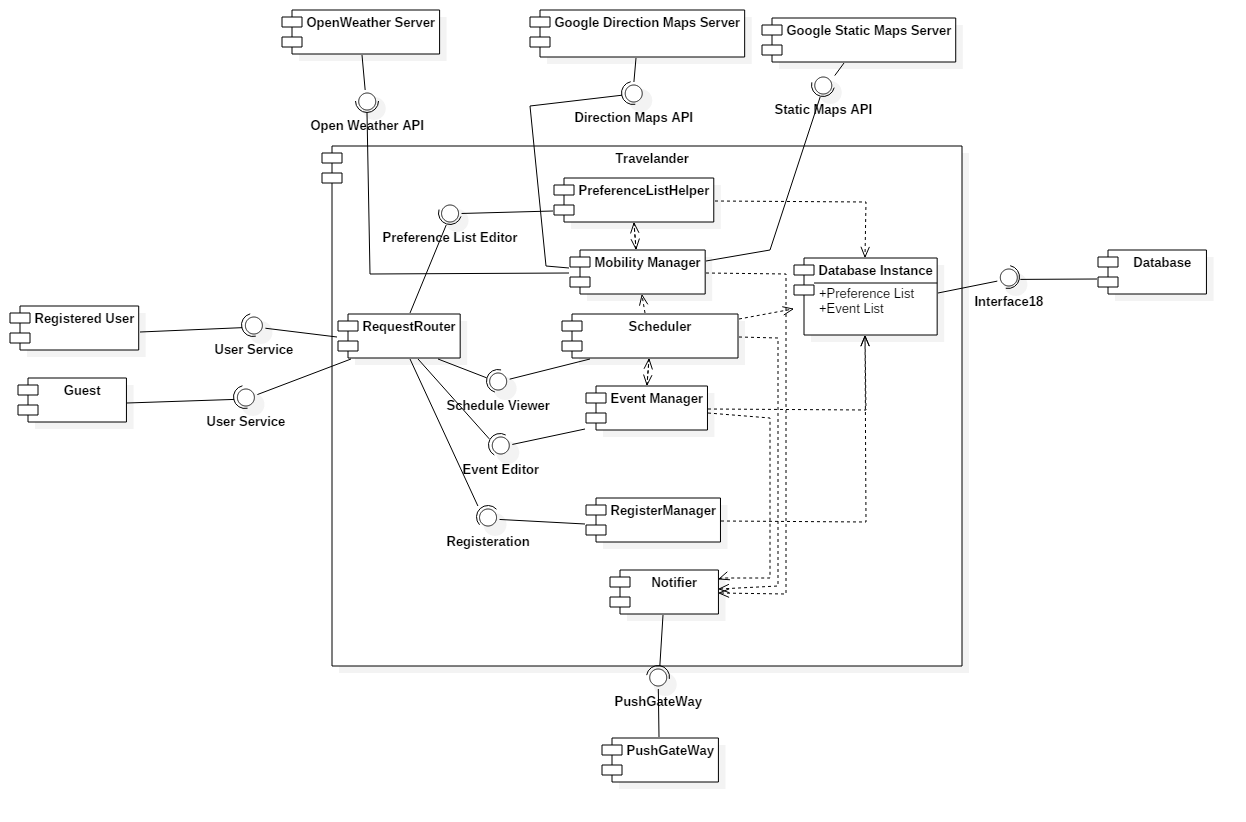 OpenWeather Server
Google Direction Maps Server
Google Static Maps Server
Open Weather API
Direction Maps API
Static Maps API
Travelander
PreferenceListHelper
Preference List Editor
Mobility Manager
Database Instance
+Preference List
+Event List
Database
Interface18
Registered User
User Service
RequestRouter
Scheduler
Guest
User Service
Schedule Viewer
Event Manager
Event Editor
RegisterManager
Registeration
Notifier
PushGateWay
PushGateWay